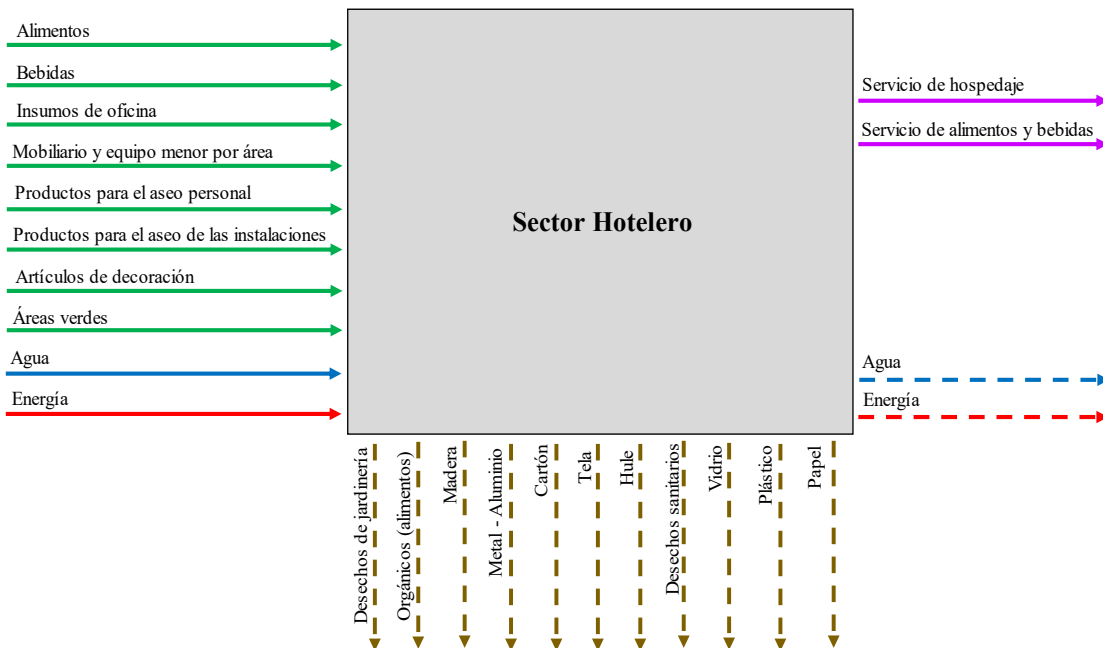 Alimentos
Bebidas
Insumos de oficina
Mobiliario y equipo menor por área
Productos para el aseo personal
Productos para el aseo de las instalaciones
Artículos de decoración
Áreas verdes
Agua
Energía
Sector Hotelero
Servicio de hospedaje
Servicio de alimentos y bebidas
Agua
Energía
Desechos de jardinería
Orgánicos (alimentos)
Madera
Metal - Aluminio
Cartón
Tela
Hule
Desechos sanitarios
Vidrio
Plástico
Papel